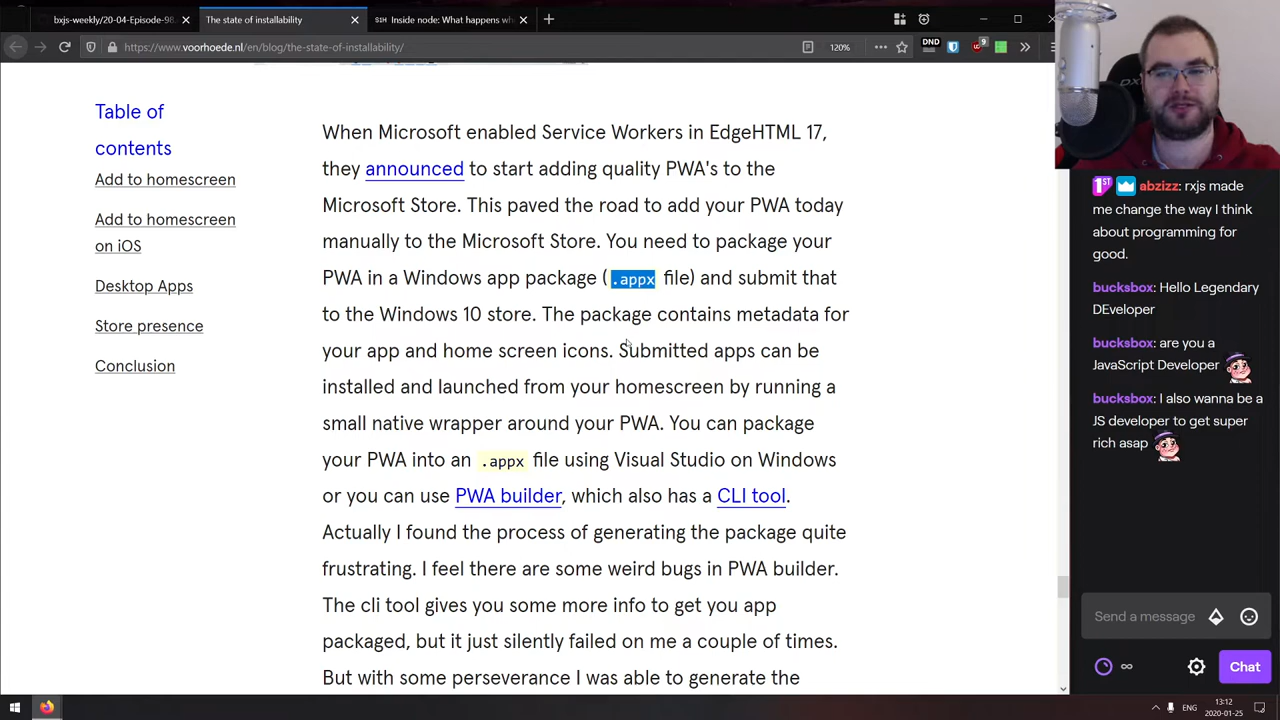 bxjs-weekly/20-04-Episode-98.
The state of installability
Inside node: What happens wh
https://www.voorhoede.nl/en/blog/the-state-of-installability/
120%
DND
9
Table of
contents
Add to homescreen
Add to homescreen
on iOS
Desktop Apps
Store presence
Conclusion
When Microsoft enabled Service Workers in EdgeHTML 17,
they announced to start adding quality PWA's to the
Microsoft Store. This paved the road to add your PWA today
manually to the Microsoft Store. You need to package your
PWA in a Windows app package ( .appx file) and submit that
to the Windows 10 store. The package contains metadata for
your app and home screen icons. Submitted apps can be
installed and launched from your homescreen by running a
small native wrapper around your PWA. You can package
your PWA into an .appx file using Visual Studio on Windows
or you can use PWA builder, which also has a CLI tool.
Actually I found the process of generating the package quite
frustrating. I feel there are some weird bugs in PWA builder.
The cli tool gives you some more info to get you app
packaged, but it just silently failed on me a couple of times.
But with some perseverance I was able to generate the
1ST abzizz: rxjs made
me change the way I think
about programming for
good.
bucksbox: Hello Legendary
DEveloper
bucksbox: are you a
JavaScript Developer
bucksbox: I also wanna be a
JS developer to get super
rich asap
Send a message
∞
Chat
ENG
13:12
2020-01-25